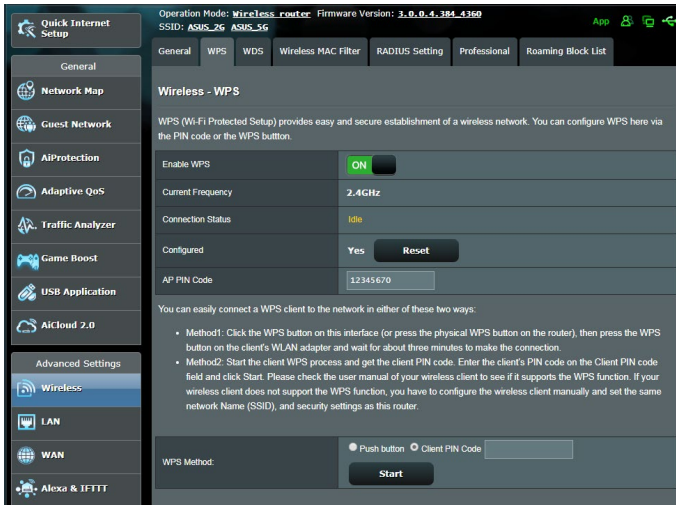 Quick Internet
Setup
Operation Mode: Wireless router Firmware Version: 3.0.0.4.384_4360
SSID: ASUS_2G ASUS_5G
App
General
WPS
WDS
Wireless MAC Filter
RADIUS Setting
Professional
Roaming Block List
General
Network Map
Guest Network
AiProtection
Adaptive QoS
Traffic Analyzer
Game Boost
USB Application
AiCloud 2.0
Advanced Settings
Wireless
LAN
WAN
Alexa & IFTTT
Wireless - WPS
WPS (Wi-Fi Protected Setup) provides easy and secure establishment of a wireless network. You can configure WPS here via
the PIN code or the WPS buttton.
Enable WPS
ON
Current Frequency
2.4GHz
Connection Status
Idle
Configured
Yes
Reset
AP PIN Code
12345670
You can easily connect a WPS client to the network in either of these two ways:
• Method1: Click the WPS button on this interface (or press the physical WPS button on the router), then press the WPS
button on the client's WLAN adapter and wait for about three minutes to make the connection.
• Method2: Start the client WPS process and get the client PIN code. Enter the client's PIN code on the Client PIN code
field and click Start. Please check the user manual of your wireless client to see if it supports the WPS function. If your
wireless client does not support the WPS function, you have to configure the wireless client manually and set the same
network Name (SSID), and security settings as this router.
WPS Method:
Push button
Client PIN Code
Start